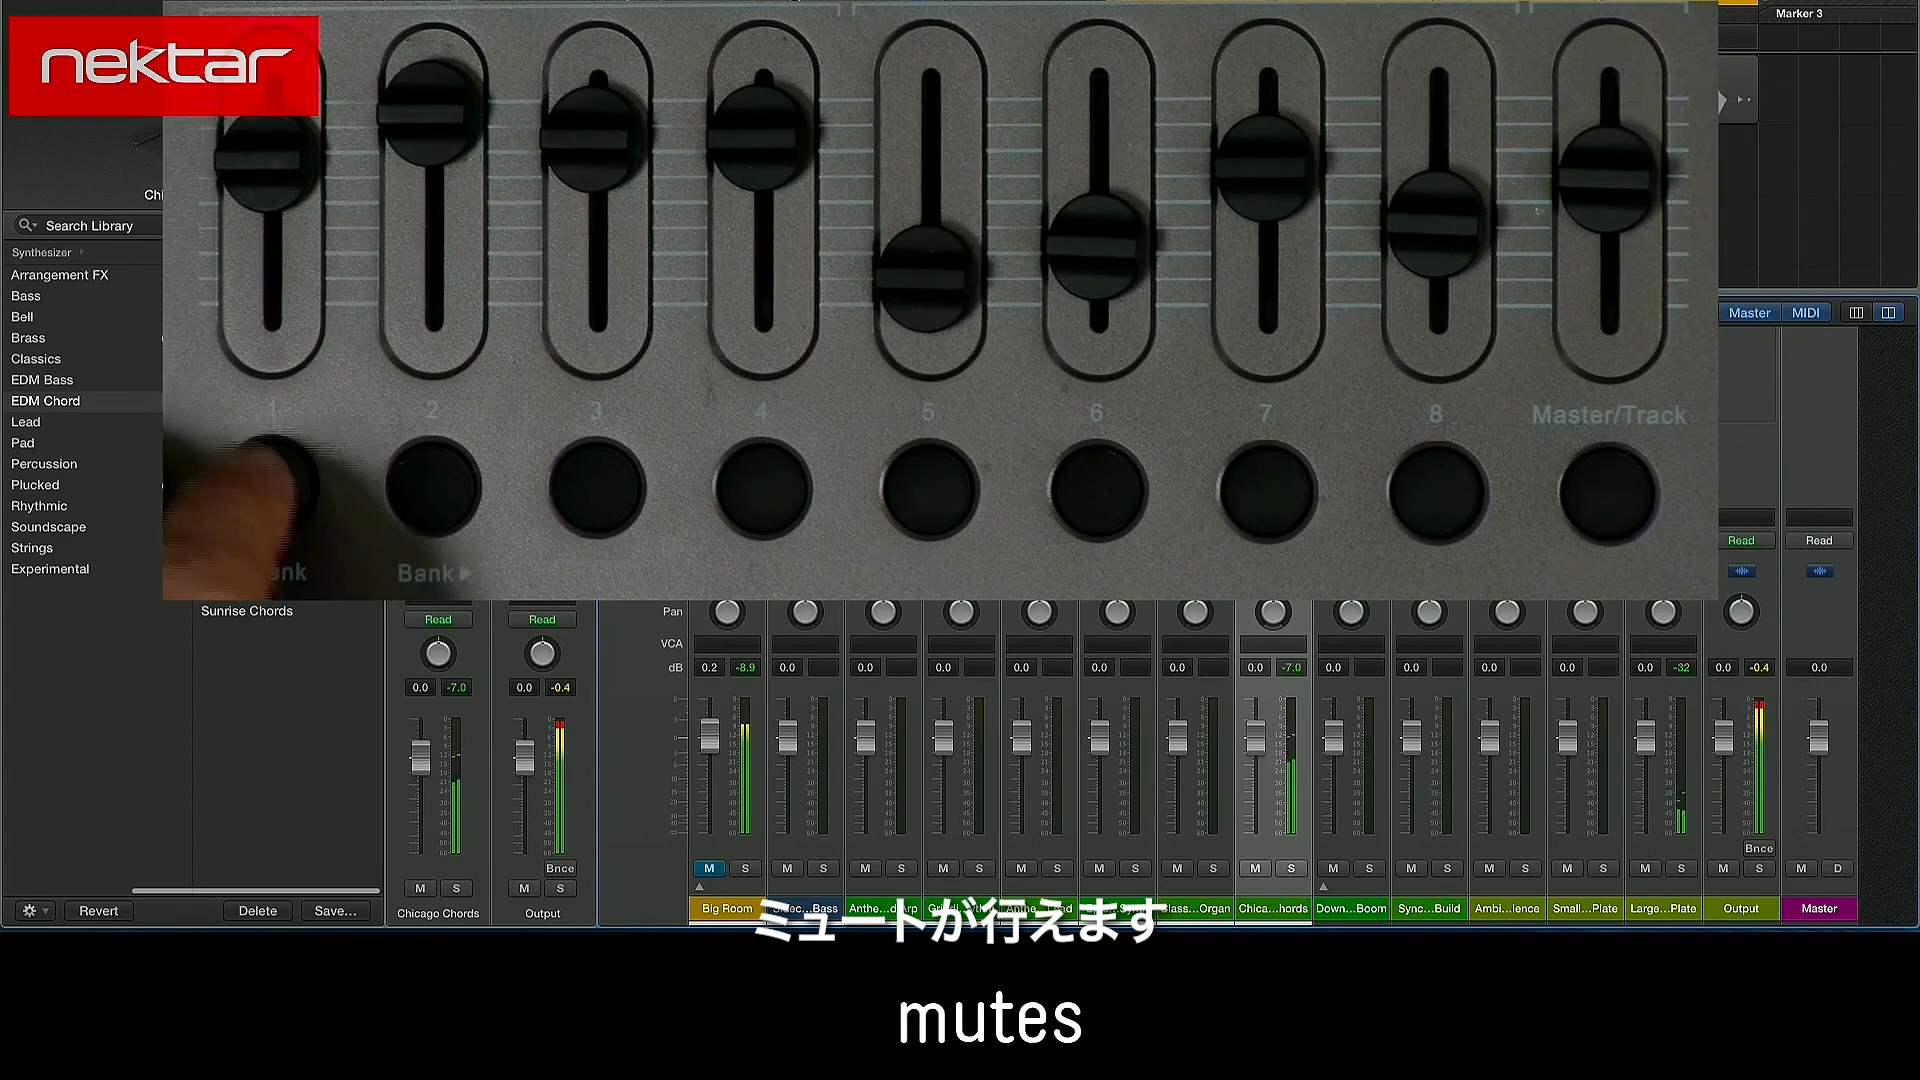 nektar
Marker 3
Chi
Search Library
Synthesizer
Arrangement FX
Bass
Bell
Brass
Classics
EDM Bass
EDM Chord
Lead
Pad
Percussion
Plucked
Rhythmic
Soundscape
Strings
Experimental
1 2 3 4 5 6 7 8 Master/Track
ank Bank
Master MIDI
Read Read
Sunrise Chords
Read Read
Pan
VCA
dB
0.2 -8.9 0.0 0.0 0.0 0.0 0.0 0.0 0.0 -7.0 0.0 0.0 0.0 0.0 0.0 -32 0.0 -0.4 0.0
0.0 -7.0 0.0 -0.4
Bnce
Bnce
M S M S M S M S M S M S M S M S M S M S M S M S M S M S M D
M S M S
Revert Delete Save...
Chicago Chords Output
Big Room Chica...hords Down...Boom Sync...Build Ambi...lence Small...Plate Large...Plate Output Master
ミュートが行えます
mutes